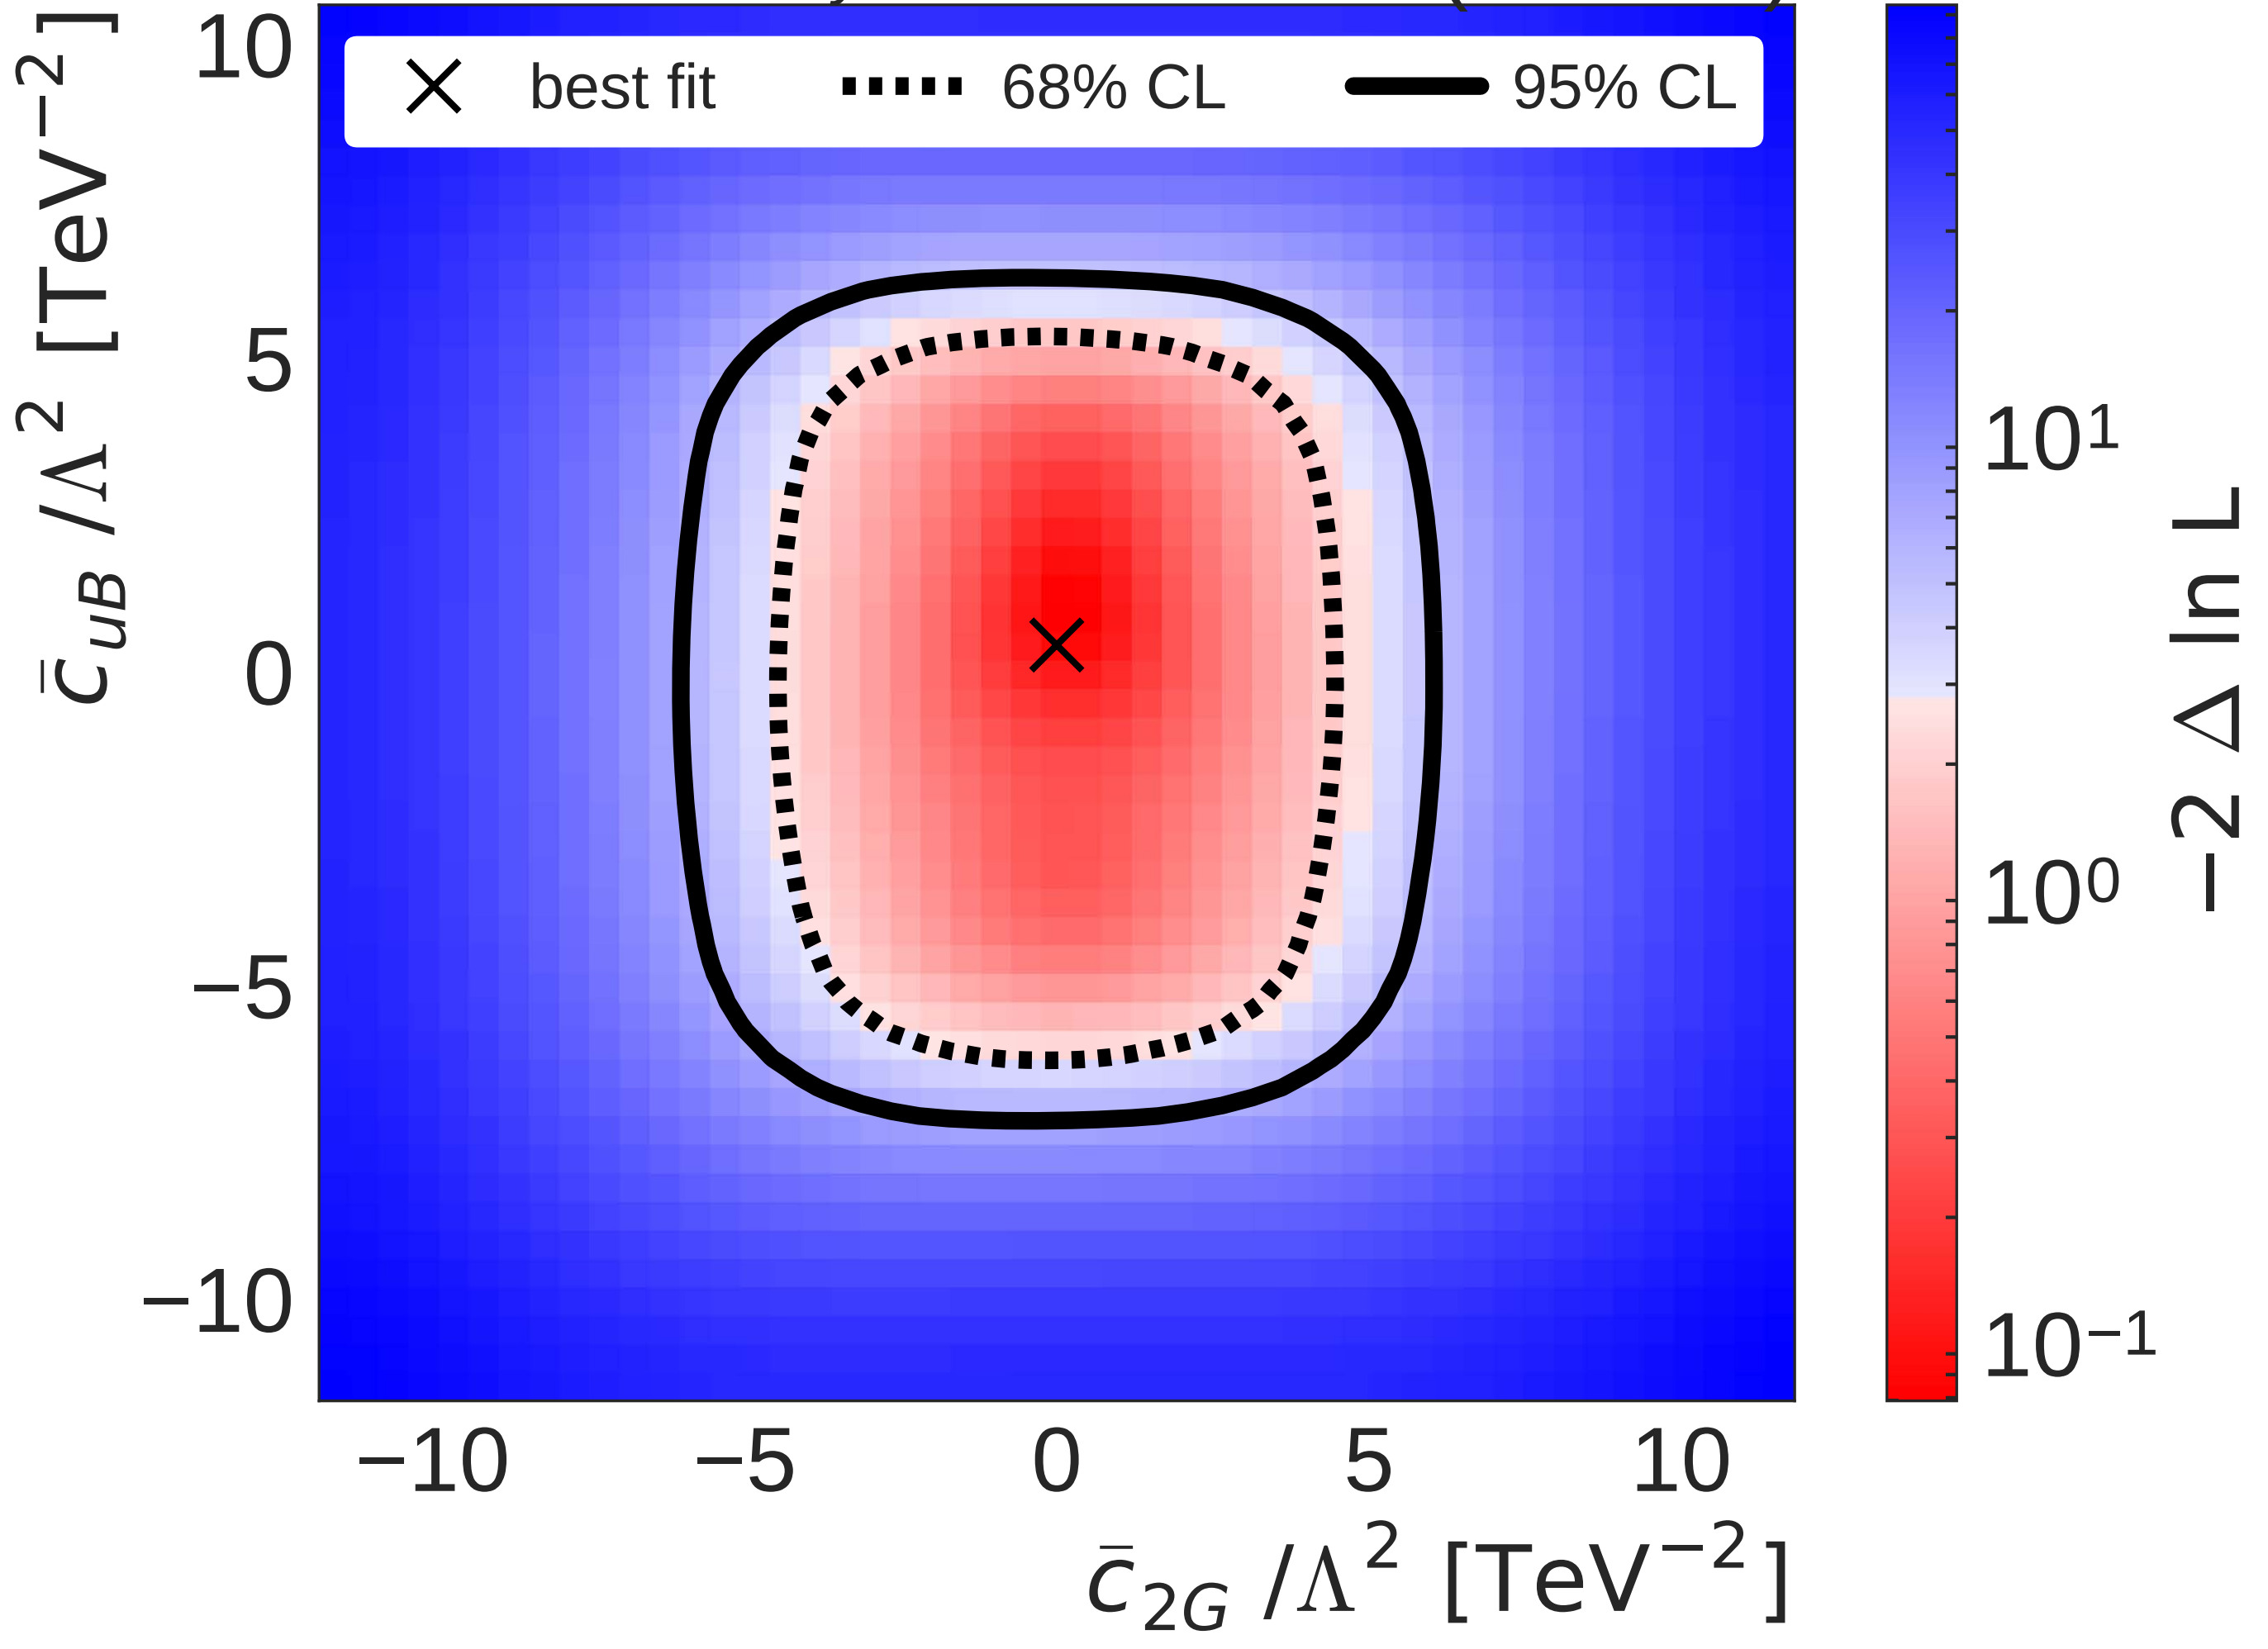 best fit 68% CL 95% CL
c̄uB /Λ² [TeV⁻²]
10
5
0
−5
−10
−10 −5 0 5 10
c̄2G /Λ² [TeV⁻²]
10¹
10⁰
10⁻¹
−2 Δ ln L